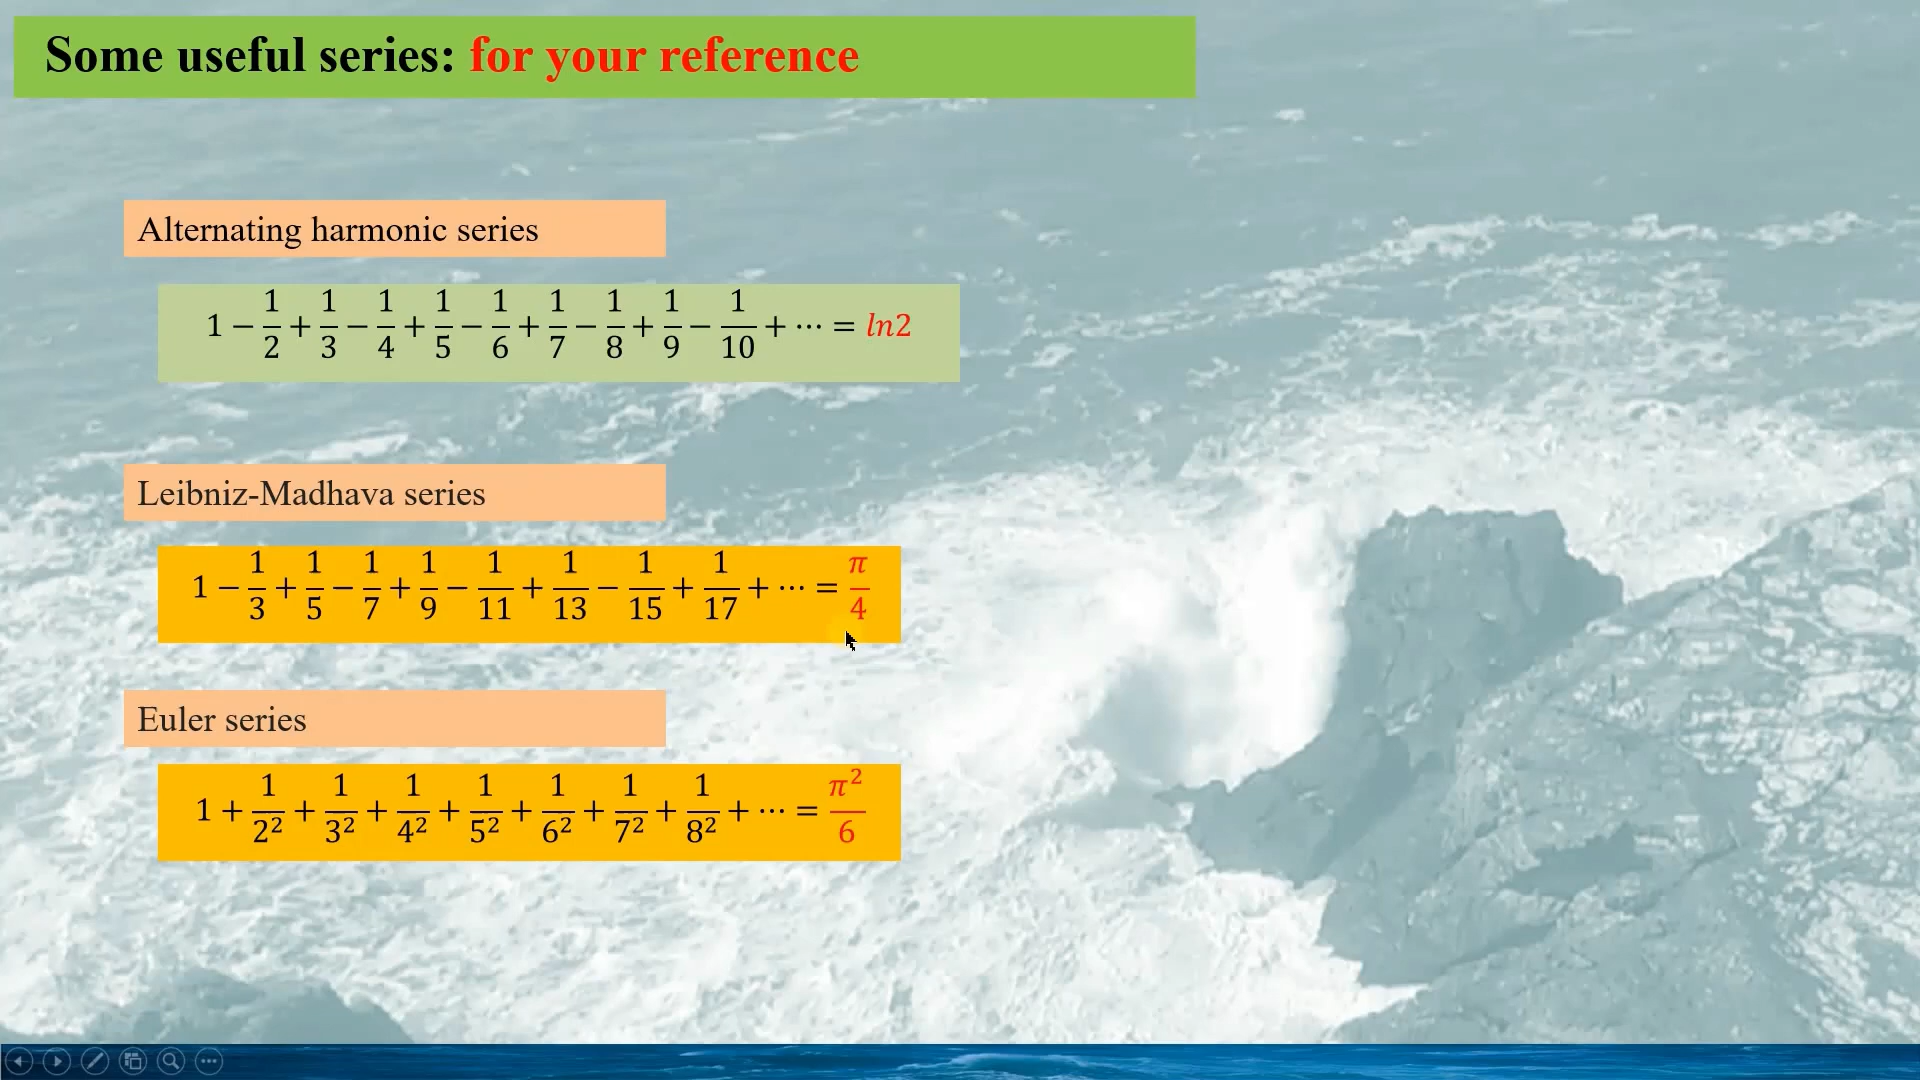 Some useful series: for your reference
Alternating harmonic series
1 − 1/2 + 1/3 − 1/4 + 1/5 − 1/6 + 1/7 − 1/8 + 1/9 − 1/10 + ⋯ = ln2
Leibniz-Madhava series
1 − 1/3 + 1/5 − 1/7 + 1/9 − 1/11 + 1/13 − 1/15 + 1/17 + ⋯ = π/4
Euler series
1 + 1/2² + 1/3² + 1/4² + 1/5² + 1/6² + 1/7² + 1/8² + ⋯ = π²/6